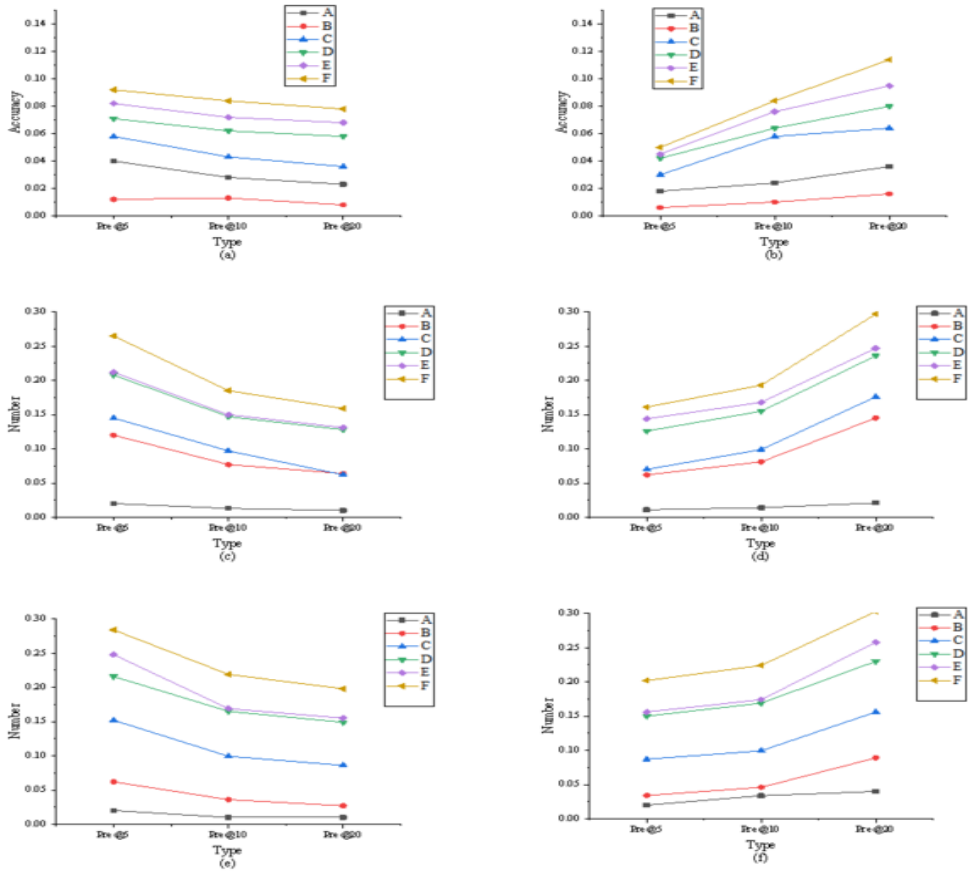 0.14
0.12
0.10
0.08
0.06
0.04
0.02
0.00
Accuracy
A
B
C
D
E
F
Pre@5 Pre@10 Pre@20
Type
(a)
0.14
0.12
0.10
0.08
0.06
0.04
0.02
0.00
Accuracy
A
B
C
D
E
F
Pre@5 Pre@10 Pre@20
Type
(b)
0.30
0.25
0.20
0.15
0.10
0.05
0.00
Number
A
B
C
D
E
F
Pre@5 Pre@10 Pre@20
Type
(c)
0.30
0.25
0.20
0.15
0.10
0.05
0.00
Number
A
B
C
D
E
F
Pre@5 Pre@10 Pre@20
Type
(d)
0.30
0.25
0.20
0.15
0.10
0.05
0.00
Number
A
B
C
D
E
F
Pre@5 Pre@10 Pre@20
Type
(e)
0.30
0.25
0.20
0.15
0.10
0.05
0.00
Number
A
B
C
D
E
F
Pre@5 Pre@10 Pre@20
Type
(f)